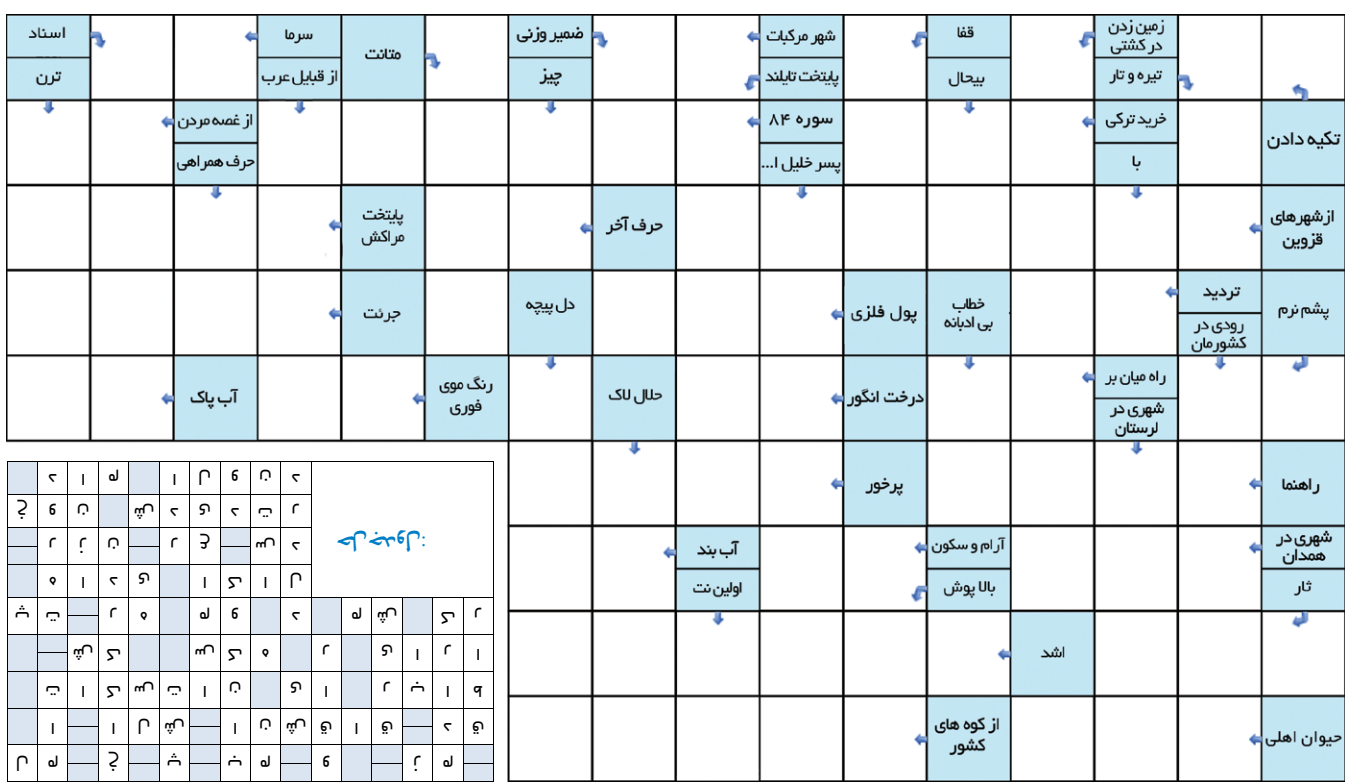 زمین زدن در کشتی
تیره و تار
قفا
بیحال
شهر مرکبات
پایتخت تایلند
ضمیر وزنی
چیز
متانت
سرما
از قبایل عرب
اسناد
ترن
تکیه دادن
خرید ترکی
با
سوره ۸۴
پسر خلیل ا...
از غصه مردن
حرف همراهی
ازشهرهای قزوین
حرف آخر
پایتخت مراکش
پشم نرم
تردید
رودی در کشورمان
خطاب بی ادبانه
پول فلزی
دل پیچه
جرئت
راه میان بر
شهری در لرستان
درخت انگور
حلال لاک
رنگ موی فوری
آب پاک
راهنما
پرخور
شهری در همدان
ثار
آرام و سکون
بالا پوش
آب بند
اولین نت
اشد
حیوان اهلی
از کوه های کشور
حل جدول:
ل م خ پ ب م و ز م
ا ا ل ش ا ن ش ق ا ق د ق
ت ا ک س ت ا ن ی ا ر ب ا ط
ش ک س ک ه ر ی ا ر ا
پ ت ر ه م و د م ش ک ر
ه ا د ی ا ک ا ل
ر ز ن ر س د
خ و ن ش د ی د ت ر
د ا م ا ل و ن د